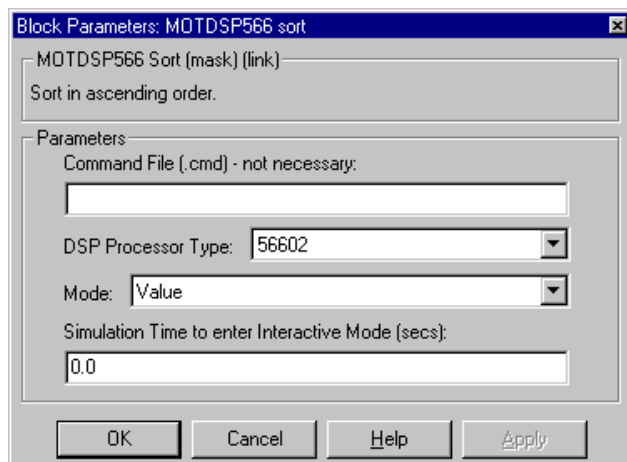 Block Parameters: MOTDSP566 sort
MOTDSP566 Sort (mask) (link)
Sort in ascending order.
Parameters
Command File (.cmd) - not necessary:
DSP Processor Type: 56602
Mode: Value
Simulation Time to enter Interactive Mode (secs):
0.0
OK Cancel Help Apply